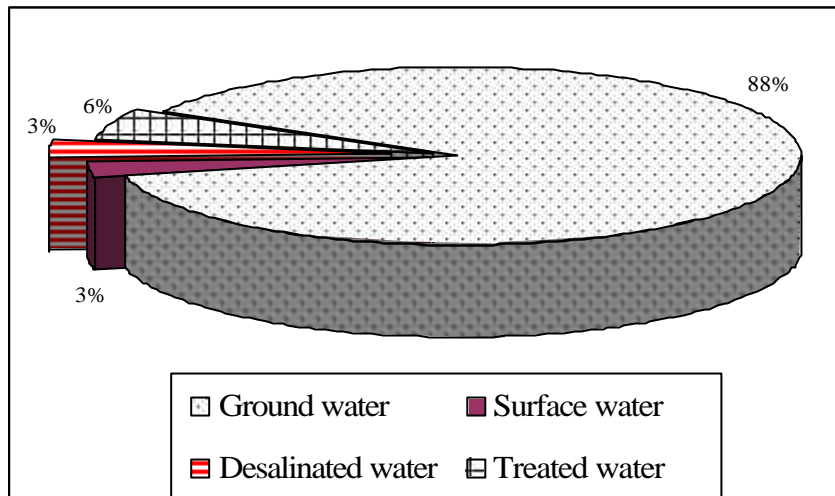 88%
6%
3%
3%
Ground water
Surface water
Desalinated water
Treated water